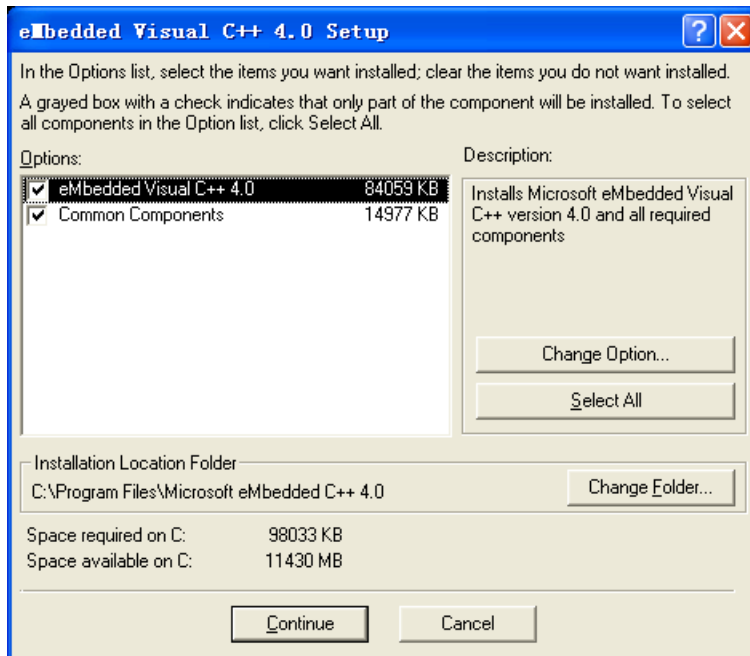 eMbedded Visual C++ 4.0 Setup
In the Options list, select the items you want installed; clear the items you do not want installed.
A grayed box with a check indicates that only part of the component will be installed. To select
all components in the Option list, click Select All.
Options:
Description:
eMbedded Visual C++ 4.0 84059 KB
Common Components 14977 KB
Installs Microsoft eMbedded Visual
C++ version 4.0 and all required
components
Change Option...
Select All
Installation Location Folder
C:\Program Files\Microsoft eMbedded C++ 4.0
Change Folder...
Space required on C: 98033 KB
Space available on C: 11430 MB
Continue
Cancel